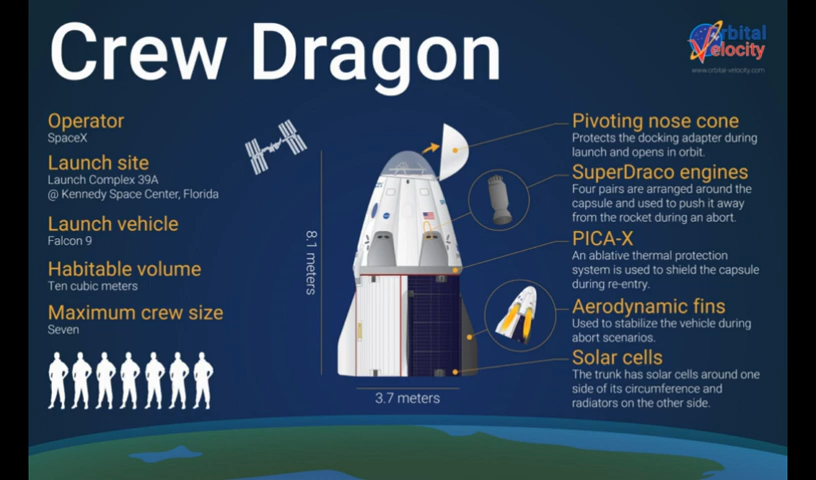 Crew Dragon
Orbital
Velocity
www.orbital-velocity.com
Operator
SpaceX
Launch site
Launch Complex 39A
@ Kennedy Space Center, Florida
Launch vehicle
Falcon 9
Habitable volume
Ten cubic meters
Maximum crew size
Seven
8.1 meters
3.7 meters
Pivoting nose cone
Protects the docking adapter during
launch and opens in orbit.
SuperDraco engines
Four pairs are arranged around the
capsule and used to push it away
from the rocket during an abort.
PICA-X
An ablative thermal protection
system is used to shield the capsule
during re-entry.
Aerodynamic fins
Used to stabilize the vehicle during
abort scenarios.
Solar cells
The trunk has solar cells around one
side of its circumference and
radiators on the other side.